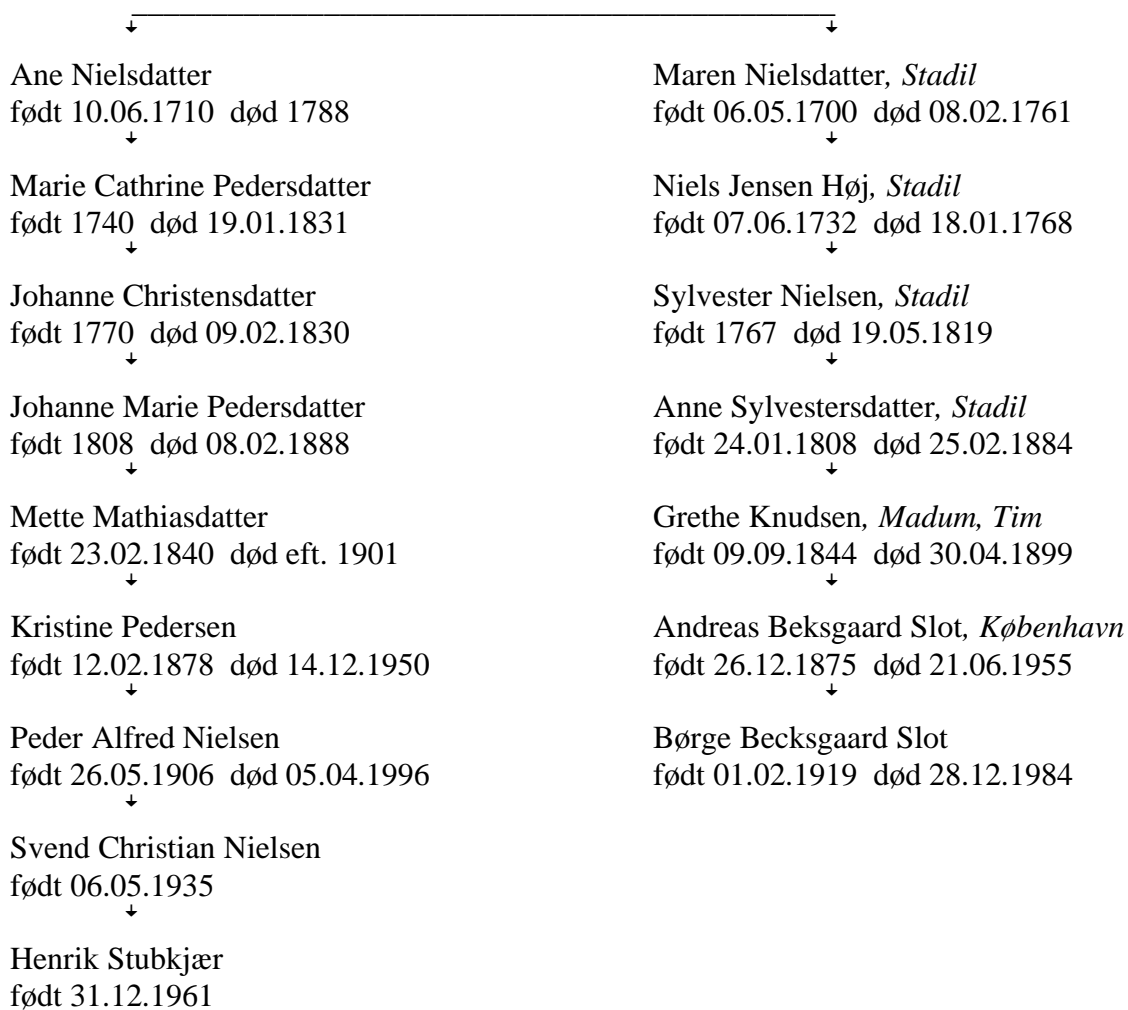 Ane Nielsdatter
født 10.06.1710 død 1788
Marie Cathrine Pedersdatter
født 1740 død 19.01.1831
Johanne Christensdatter
født 1770 død 09.02.1830
Johanne Marie Pedersdatter
født 1808 død 08.02.1888
Mette Mathiasdatter
født 23.02.1840 død eft. 1901
Kristine Pedersen
født 12.02.1878 død 14.12.1950
Peder Alfred Nielsen
født 26.05.1906 død 05.04.1996
Svend Christian Nielsen
født 06.05.1935
Henrik Stubkjær
født 31.12.1961
Maren Nielsdatter, Stadil
født 06.05.1700 død 08.02.1761
Niels Jensen Høj, Stadil
født 07.06.1732 død 18.01.1768
Sylvester Nielsen, Stadil
født 1767 død 19.05.1819
Anne Sylvestersdatter, Stadil
født 24.01.1808 død 25.02.1884
Grethe Knudsen, Madum, Tim
født 09.09.1844 død 30.04.1899
Andreas Beksgaard Slot, København
født 26.12.1875 død 21.06.1955
Børge Becksgaard Slot
født 01.02.1919 død 28.12.1984